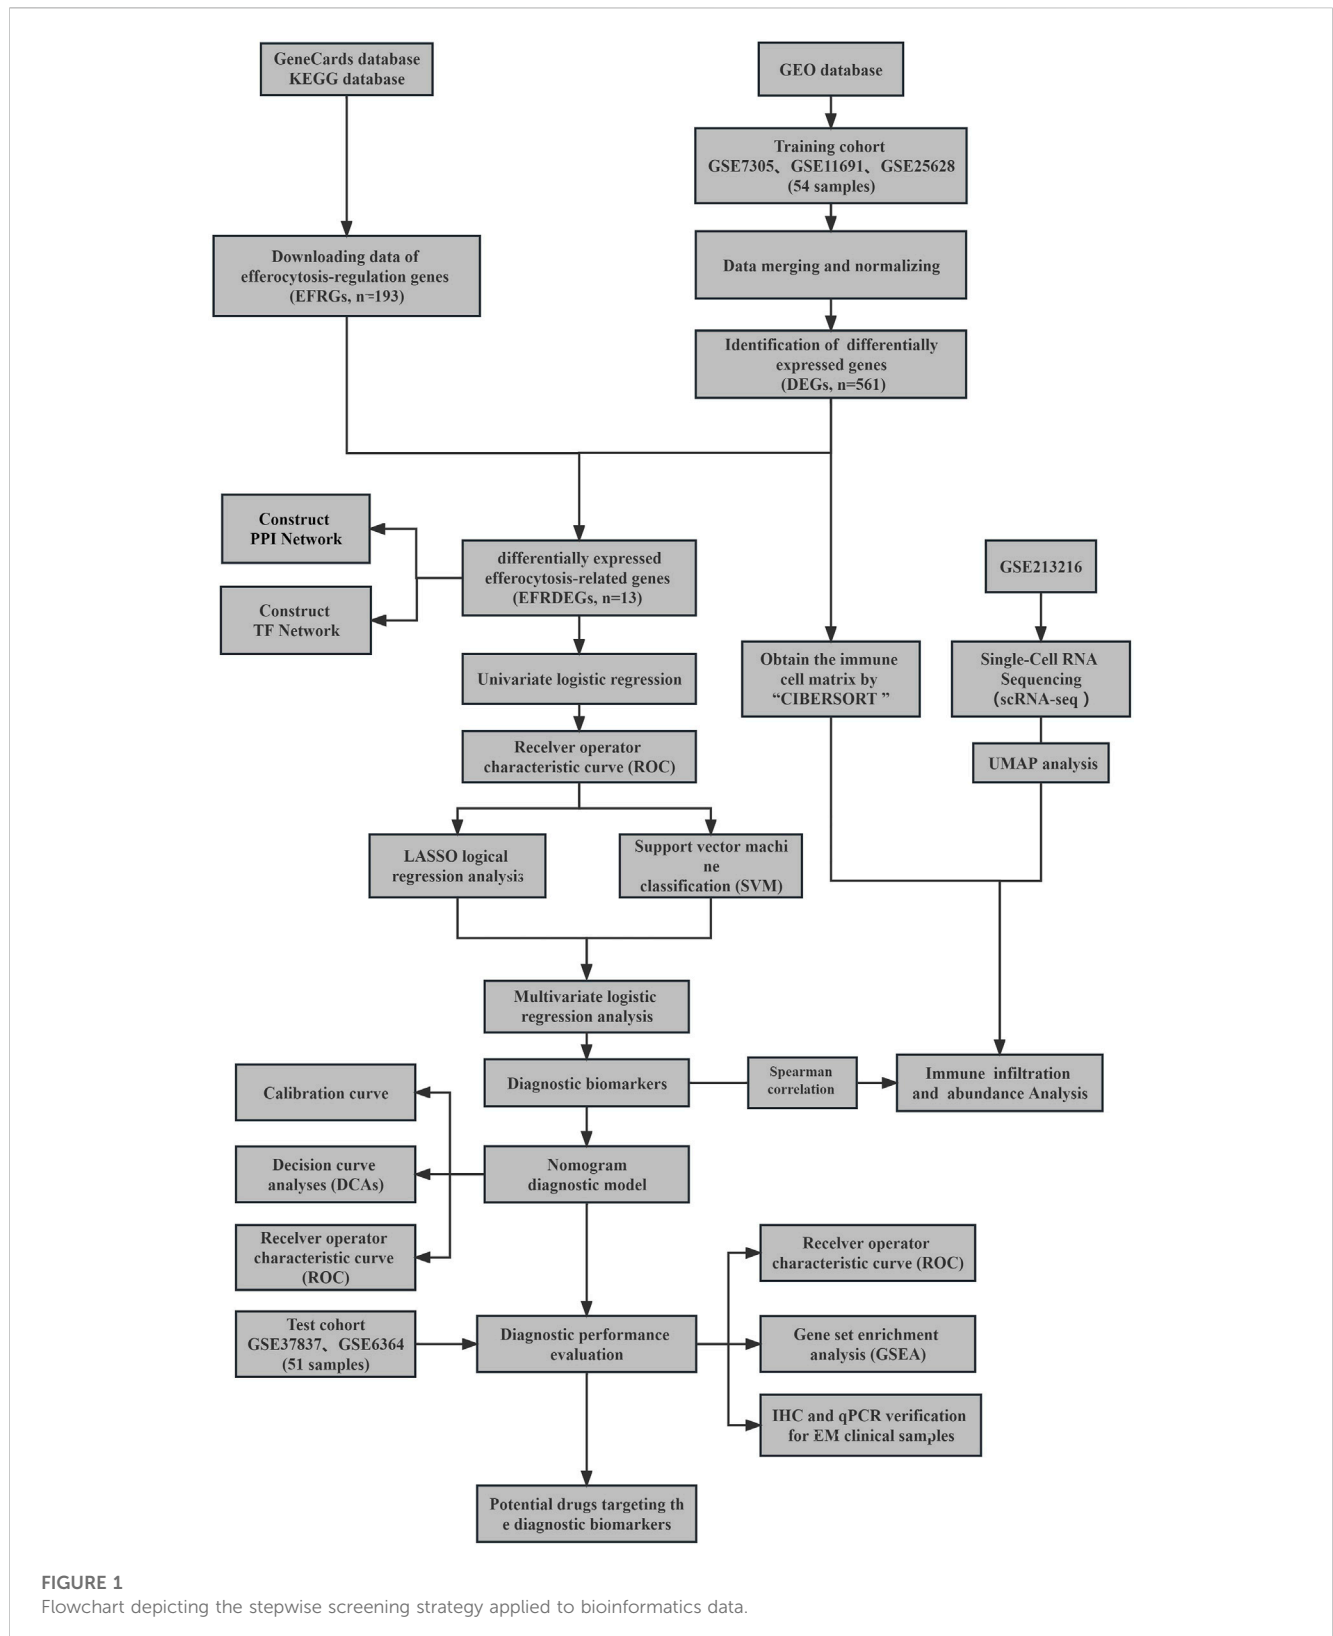 GeneCards database
KEGG database
GEO database
Training cohort
GSE7305、GSE11691、GSE25628
(54 samples)
Downloading data of
efferocytosis-regulation genes
(EFRGs, n=193)
Data merging and normalizing
Identification of differentially
expressed genes
(DEGs, n=561)
Construct
PPI Network
differentially expressed
efferocytosis-related genes
(EFRDEGs, n=13)
GSE213216
Construct
TF Network
Univariate logistic regression
Obtain the immune
cell matrix by
“CIBERSORT ”
Single-Cell RNA
Sequencing
(scRNA-seq )
Recelver operator
characteristic curve (ROC)
UMAP analysis
LASSO logical
regression analysis
Support vector machi
ne
classification (SVM)
Multivariate logistic
regression analysis
Diagnostic biomarkers
Spearman
correlation
Immune infiltration
and abundance Analysis
Calibration curve
Decision curve
analyses (DCAs)
Nomogram
diagnostic model
Recelver operator
characteristic curve
(ROC)
Recelver operator
characteristic curve (ROC)
Test cohort
GSE37837、GSE6364
(51 samples)
Diagnostic performance
evaluation
Gene set enrichment
analysis (GSEA)
IHC and qPCR verification
for EM clinical samples
Potential drugs targeting th
e diagnostic biomarkers
FIGURE 1
Flowchart depicting the stepwise screening strategy applied to bioinformatics data.